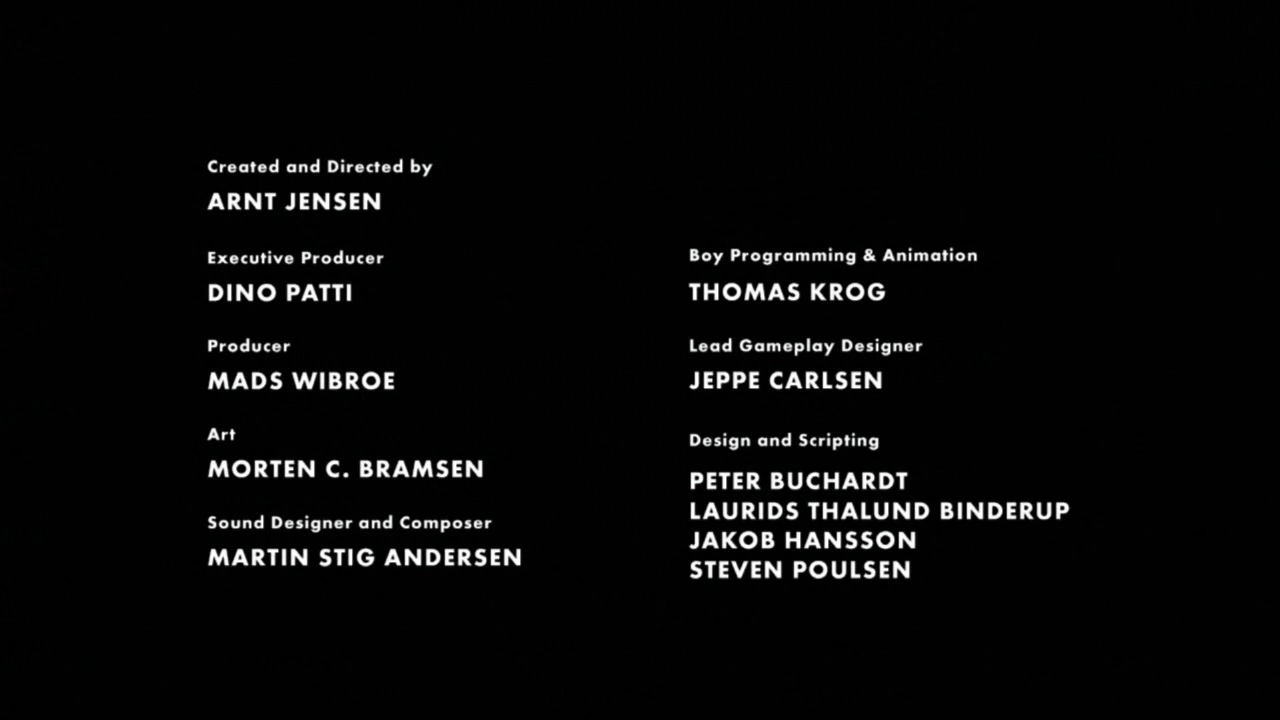 Created and Directed by
ARNT JENSEN
Executive Producer
DINO PATTI
Producer
MADS WIBROE
Art
MORTEN C. BRAMSEN
Sound Designer and Composer
MARTIN STIG ANDERSEN
Boy Programming & Animation
THOMAS KROG
Lead Gameplay Designer
JEPPE CARLSEN
Design and Scripting
PETER BUCHARDT
LAURIDS THALUND BINDERUP
JAKOB HANSSON
STEVEN POULSEN